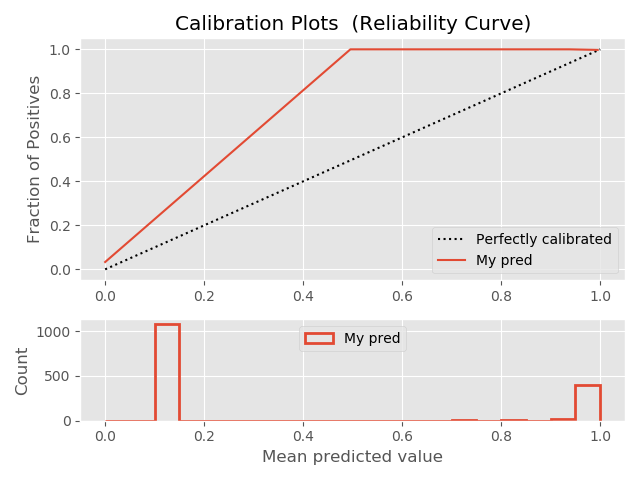 Calibration Plots  (Reliability Curve)
1.0
0.8
0.6
0.4
0.2
0.0
Fraction of Positives
Perfectly calibrated
My pred
0.0 0.2 0.4 0.6 0.8 1.0
1000
500
0
Count
My pred
0.0 0.2 0.4 0.6 0.8 1.0
Mean predicted value